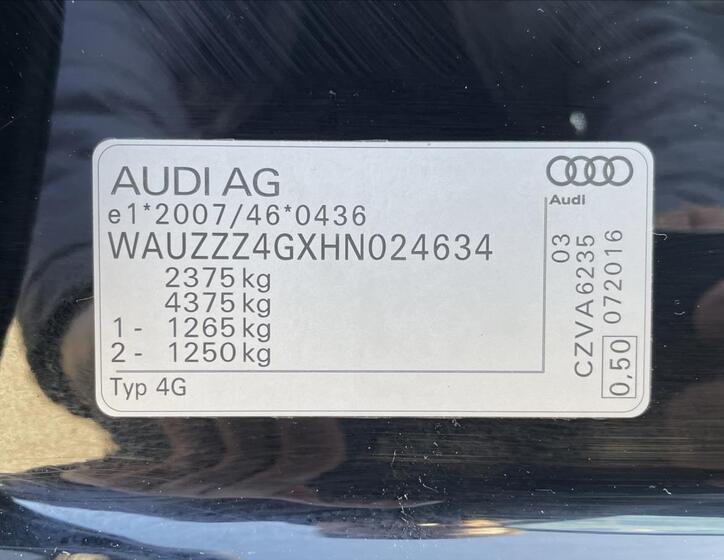 AUDI AG
e1*2007/46*0436
WAUZZZ4GXHN024634
2375 kg
4375 kg
1 - 1265 kg
2 - 1250 kg
Typ 4G
Audi
03
CZVA6235
0,50 072016